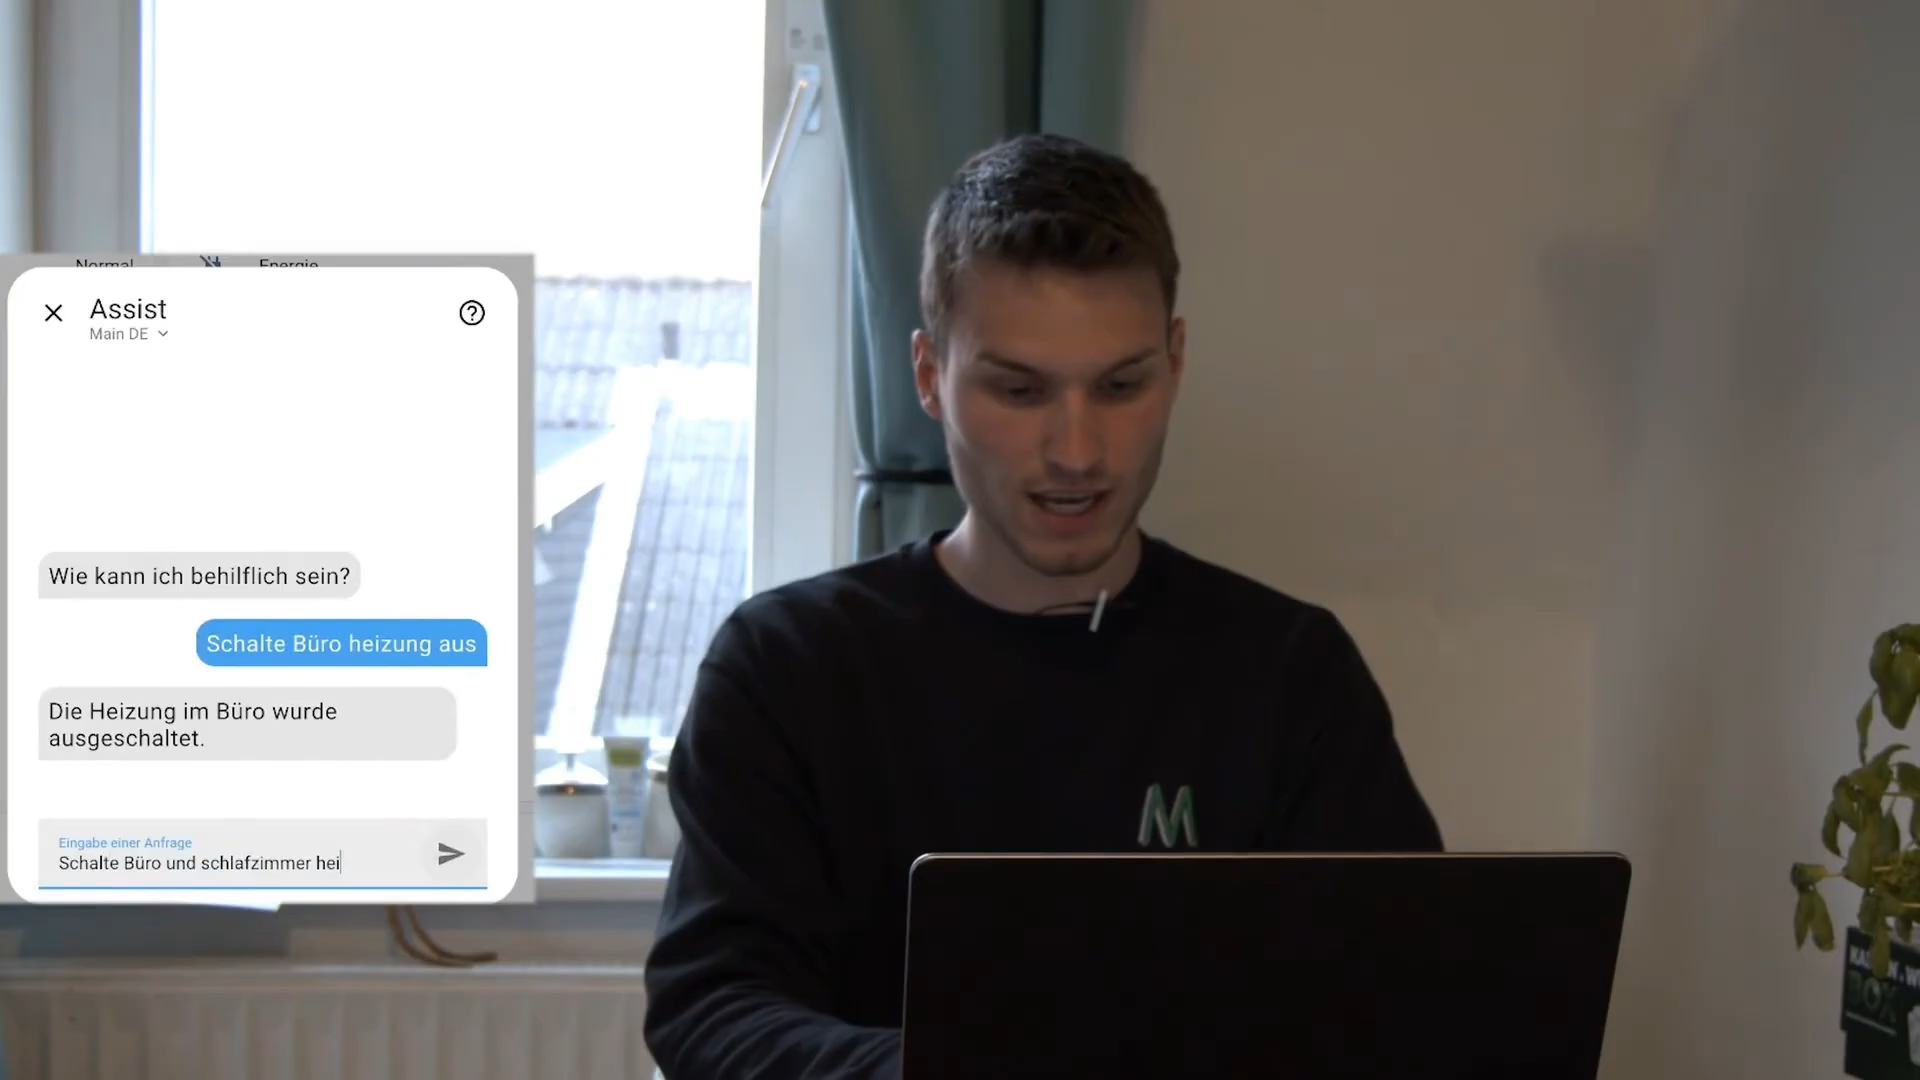 Normal
Energie
Assist
Main DE
Wie kann ich behilflich sein?
Schalte Büro heizung aus
Die Heizung im Büro wurde
ausgeschaltet.
Eingabe einer Anfrage
Schalte Büro und schlafzimmer hei
M
BOX